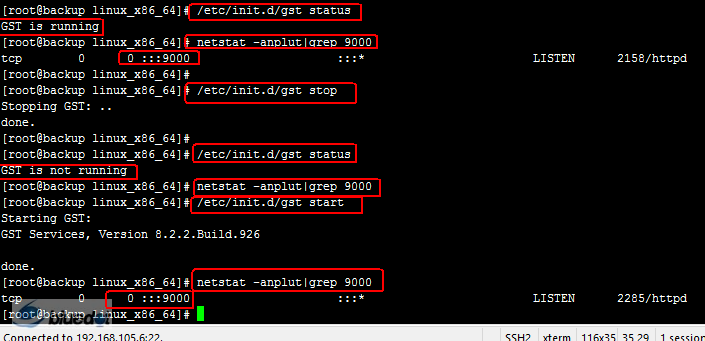 [root@backup linux_x86_64]# /etc/init.d/gst status
GST is running
[root@backup linux_x86_64]# netstat -anplut|grep 9000
tcp 0 0 :::9000 :::* LISTEN 2158/httpd
[root@backup linux_x86_64]#
[root@backup linux_x86_64]# /etc/init.d/gst stop
Stopping GST: ..
done.
[root@backup linux_x86_64]#
[root@backup linux_x86_64]# /etc/init.d/gst status
GST is not running
[root@backup linux_x86_64]# netstat -anplut|grep 9000
[root@backup linux_x86_64]# /etc/init.d/gst start
Starting GST:
GST Services, Version 8.2.2.Build.926
done.
[root@backup linux_x86_64]# netstat -anplut|grep 9000
tcp 0 0 :::9000 :::* LISTEN 2285/httpd
[root@backup linux_x86_64]#
Connected to 192.168.105.6:22. SSH2 xterm 116x35 35,29 1 session